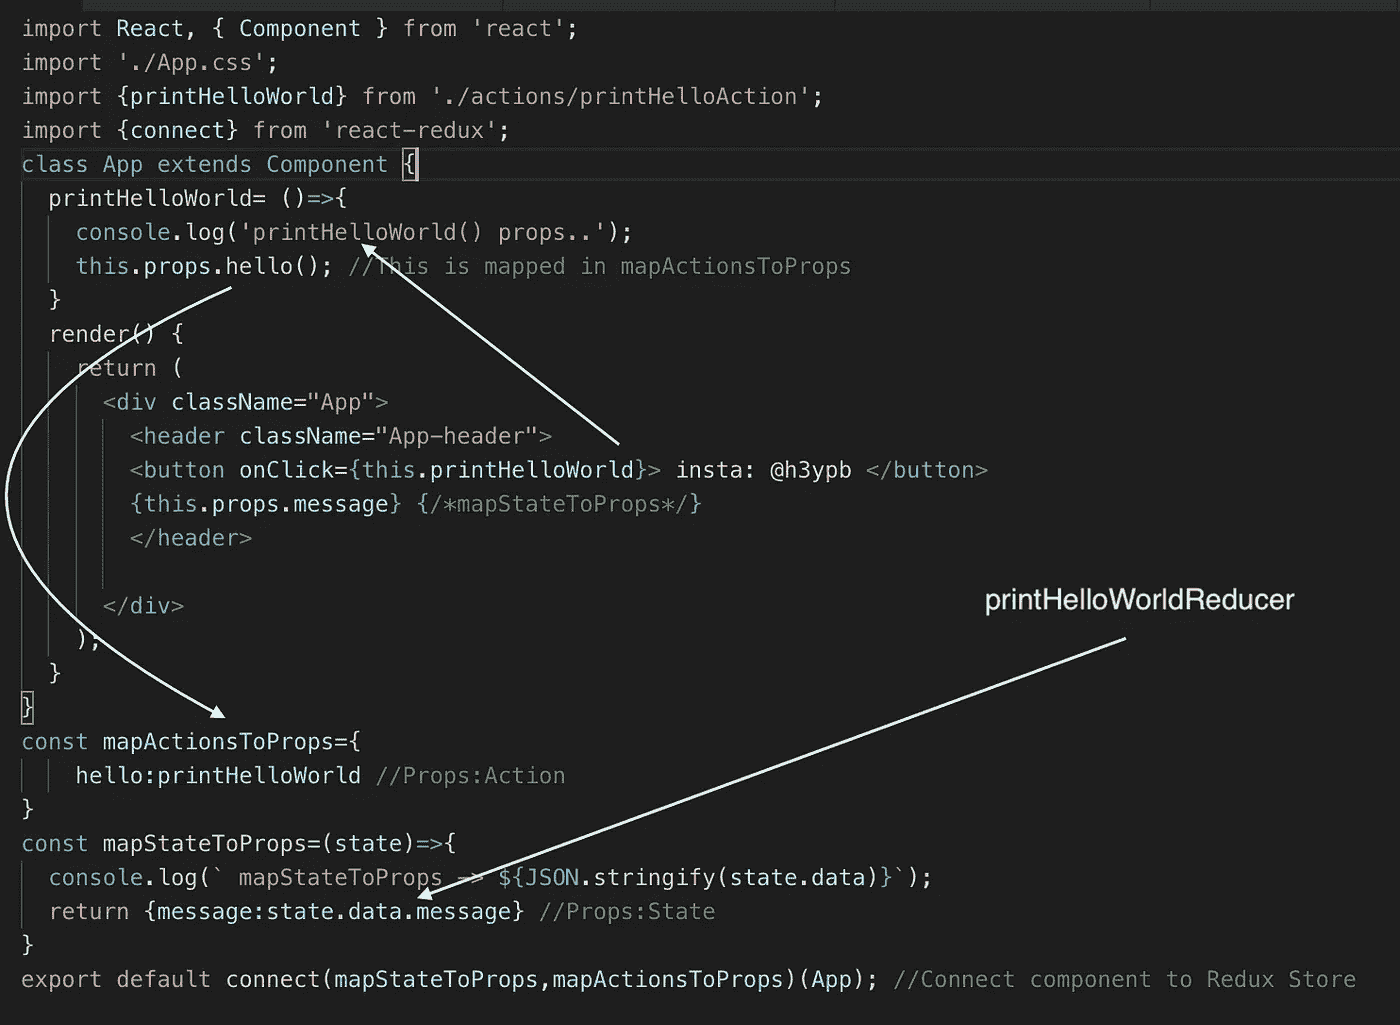 import React, { Component } from 'react';
import './App.css';
import {printHelloWorld} from './actions/printHelloAction';
import {connect} from 'react-redux';
class App extends Component {
  printHelloWorld= ()=>{
    console.log('printHelloWorld() props..');
    this.props.hello(); //This is mapped in mapActionsToProps
  }
  render() {
    return (
      <div className="App">
        <header className="App-header">
        <button onClick={this.printHelloWorld}> insta: @h3ypb </button>
        {this.props.message} {/*mapStateToProps*/}
        </header>

      </div>
    );
  }
}
printHelloWorldReducer
const mapActionsToProps={
    hello:printHelloWorld //Props:Action
}
const mapStateToProps=(state)=>{
  console.log(` mapStateToProps -> ${JSON.stringify(state.data)}`);
  return {message:state.data.message} //Props:State
}
export default connect(mapStateToProps,mapActionsToProps)(App); //Connect component to Redux Store